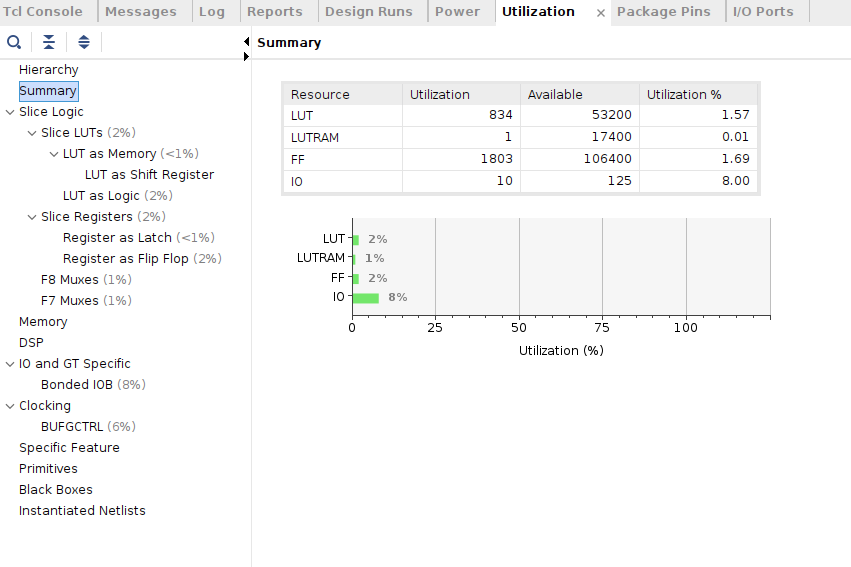 Tcl Console Messages Log Reports Design Runs Power Utilization × Package Pins I/O Ports
Summary
Hierarchy
Summary
Slice Logic
Slice LUTs (2%)
LUT as Memory (<1%)
LUT as Shift Register
LUT as Logic (2%)
Slice Registers (2%)
Register as Latch (<1%)
Register as Flip Flop (2%)
F8 Muxes (1%)
F7 Muxes (1%)
Memory
DSP
IO and GT Specific
Bonded IOB (8%)
Clocking
BUFGCTRL (6%)
Specific Feature
Primitives
Black Boxes
Instantiated Netlists
Resource Utilization Available Utilization %
LUT 834 53200 1.57
LUTRAM 1 17400 0.01
FF 1803 106400 1.69
IO 10 125 8.00
LUT 2%
LUTRAM 1%
FF 2%
IO 8%
0 25 50 75 100
Utilization (%)